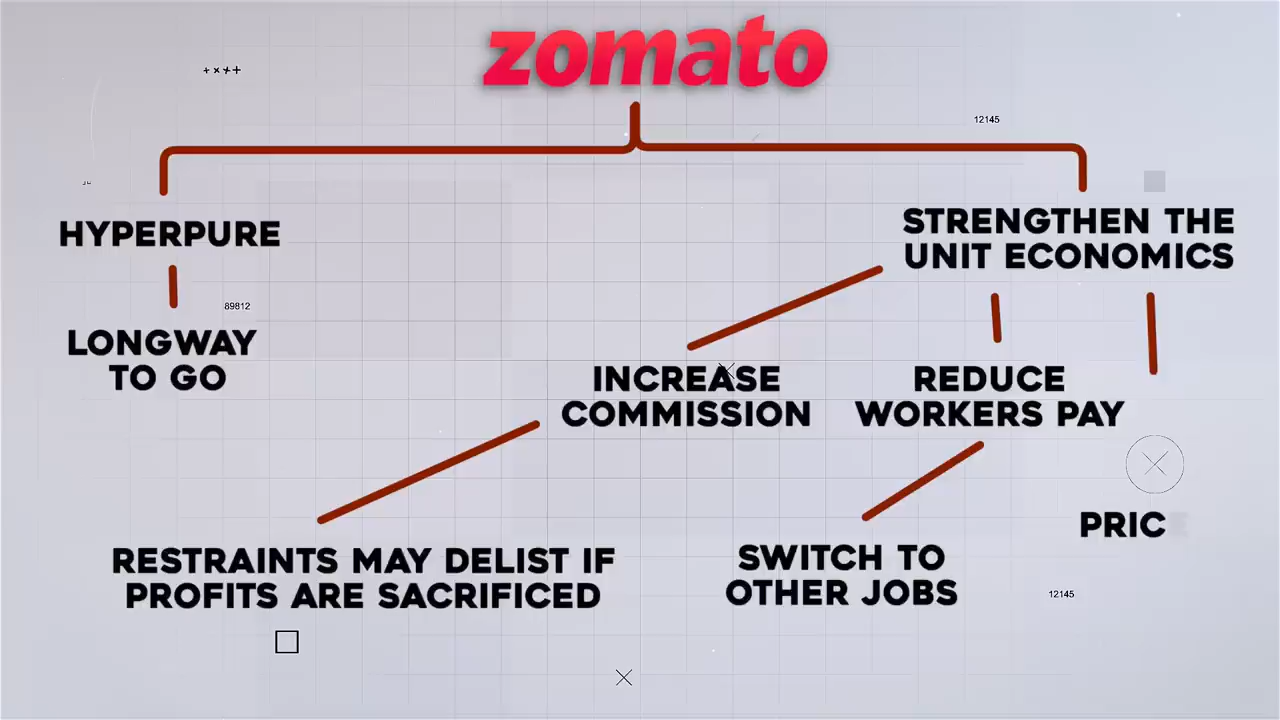 zomato
12145
HYPERPURE
STRENGTHEN THE
UNIT ECONOMICS
89812
LONGWAY
TO GO
INCREASE
COMMISSION
REDUCE
WORKERS PAY
PRIC
RESTRAINTS MAY DELIST IF
PROFITS ARE SACRIFICED
SWITCH TO
OTHER JOBS
12145